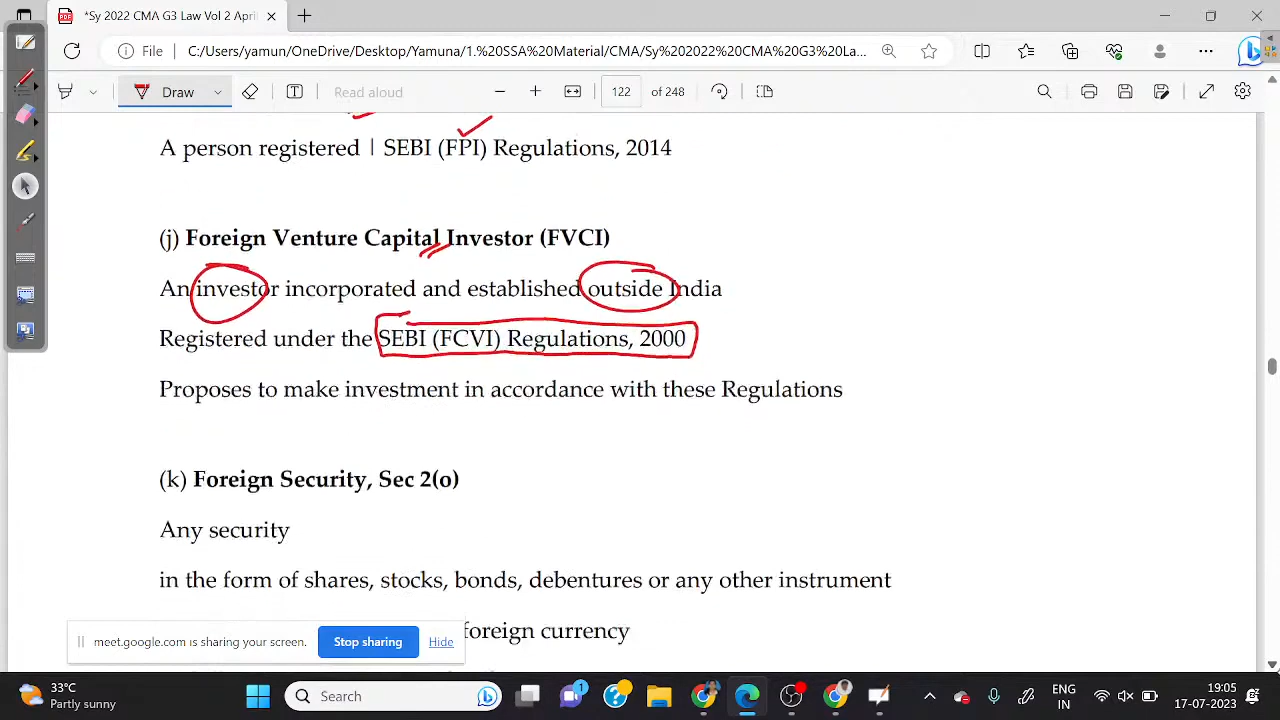 *Sy 2022 CMA G3 Law Vol 2 April
File
C:/Users/yamun/OneDrive/Desktop/Yamuna/1.%20SSA%20Material/CMA/Sy%202022%20CMA%20G3%20La...
Draw
Read aloud
122
of 248
A person registered | SEBI (FPI) Regulations, 2014
(j) Foreign Venture Capital Investor (FVCI)
An investor incorporated and established outside India
Registered under the SEBI (FCVI) Regulations, 2000
Proposes to make investment in accordance with these Regulations
(k) Foreign Security, Sec 2(o)
Any security
in the form of shares, stocks, bonds, debentures or any other instrument
foreign currency
meet.google.com is sharing your screen.
Stop sharing
Hide
33°C
Partly sunny
Search
1
ENG
IN
19:05
17-07-2023